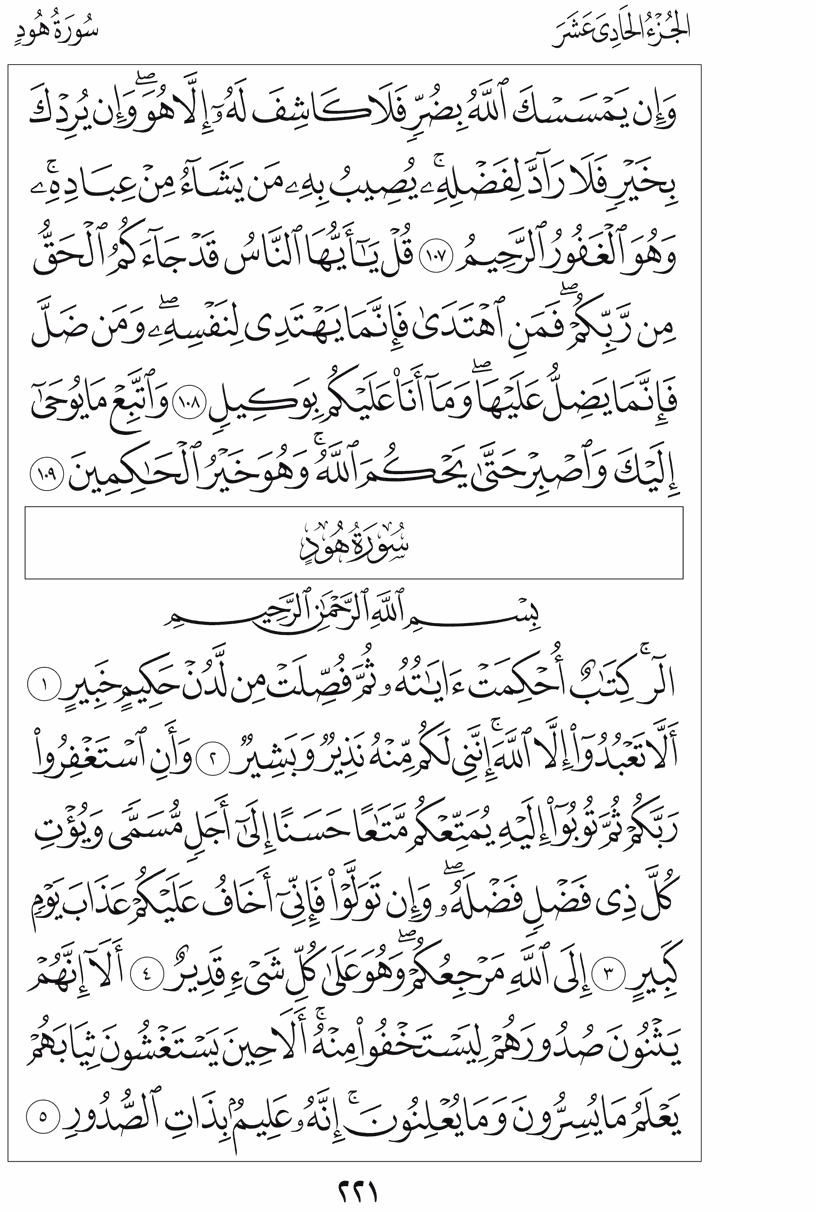 الجُزْءُ الحَادِىَ عَشَرَ
سُورَةُ هُودٍ
وَإِن يَمْسَسْكَ ٱللَّهُ بِضُرٍّ فَلَا كَاشِفَ لَهُۥٓ إِلَّا هُوَۖ وَإِن يُرِدْكَ
بِخَيْرٍ فَلَا رَآدَّ لِفَضْلِهِۦۚ يُصِيبُ بِهِۦ مَن يَشَآءُ مِنْ عِبَادِهِۦۚ
وَهُوَ ٱلْغَفُورُ ٱلرَّحِيمُ ١٠٧ قُلْ يَٰٓأَيُّهَا ٱلنَّاسُ قَدْ جَآءَكُمُ ٱلْحَقُّ
مِن رَّبِّكُمْۖ فَمَنِ ٱهْتَدَىٰ فَإِنَّمَا يَهْتَدِى لِنَفْسِهِۦۖ وَمَن ضَلَّ
فَإِنَّمَا يَضِلُّ عَلَيْهَاۖ وَمَآ أَنَا۠ عَلَيْكُم بِوَكِيلٍ ١٠٨ وَٱتَّبِعْ مَا يُوحَىٰٓ
إِلَيْكَ وَٱصْبِرْ حَتَّىٰ يَحْكُمَ ٱللَّهُۚ وَهُوَ خَيْرُ ٱلْحَٰكِمِينَ ١٠٩
سُورَةُ هُودٍ
بِسْمِ ٱللَّهِ ٱلرَّحْمَٰنِ ٱلرَّحِيمِ
الٓرۚ كِتَٰبٌ أُحْكِمَتْ ءَايَٰتُهُۥ ثُمَّ فُصِّلَتْ مِن لَّدُنْ حَكِيمٍ خَبِيرٍ ١
أَلَّا تَعْبُدُوٓا۟ إِلَّا ٱللَّهَۚ إِنَّنِى لَكُم مِّنْهُ نَذِيرٌ وَبَشِيرٌ ٢ وَأَنِ ٱسْتَغْفِرُوا۟
رَبَّكُمْ ثُمَّ تُوبُوٓا۟ إِلَيْهِ يُمَتِّعْكُم مَّتَٰعًا حَسَنًا إِلَىٰٓ أَجَلٍ مُّسَمًّى وَيُؤْتِ
كُلَّ ذِى فَضْلٍ فَضْلَهُۥۖ وَإِن تَوَلَّوْا۟ فَإِنِّىٓ أَخَافُ عَلَيْكُمْ عَذَابَ يَوْمٍ
كَبِيرٍ ٣ إِلَى ٱللَّهِ مَرْجِعُكُمْۖ وَهُوَ عَلَىٰ كُلِّ شَىْءٍ قَدِيرٌ ٤ أَلَآ إِنَّهُمْ
يَثْنُونَ صُدُورَهُمْ لِيَسْتَخْفُوا۟ مِنْهُۚ أَلَا حِينَ يَسْتَغْشُونَ ثِيَابَهُمْ
يَعْلَمُ مَا يُسِرُّونَ وَمَا يُعْلِنُونَۚ إِنَّهُۥ عَلِيمٌۢ بِذَاتِ ٱلصُّدُورِ ٥
٢٢١